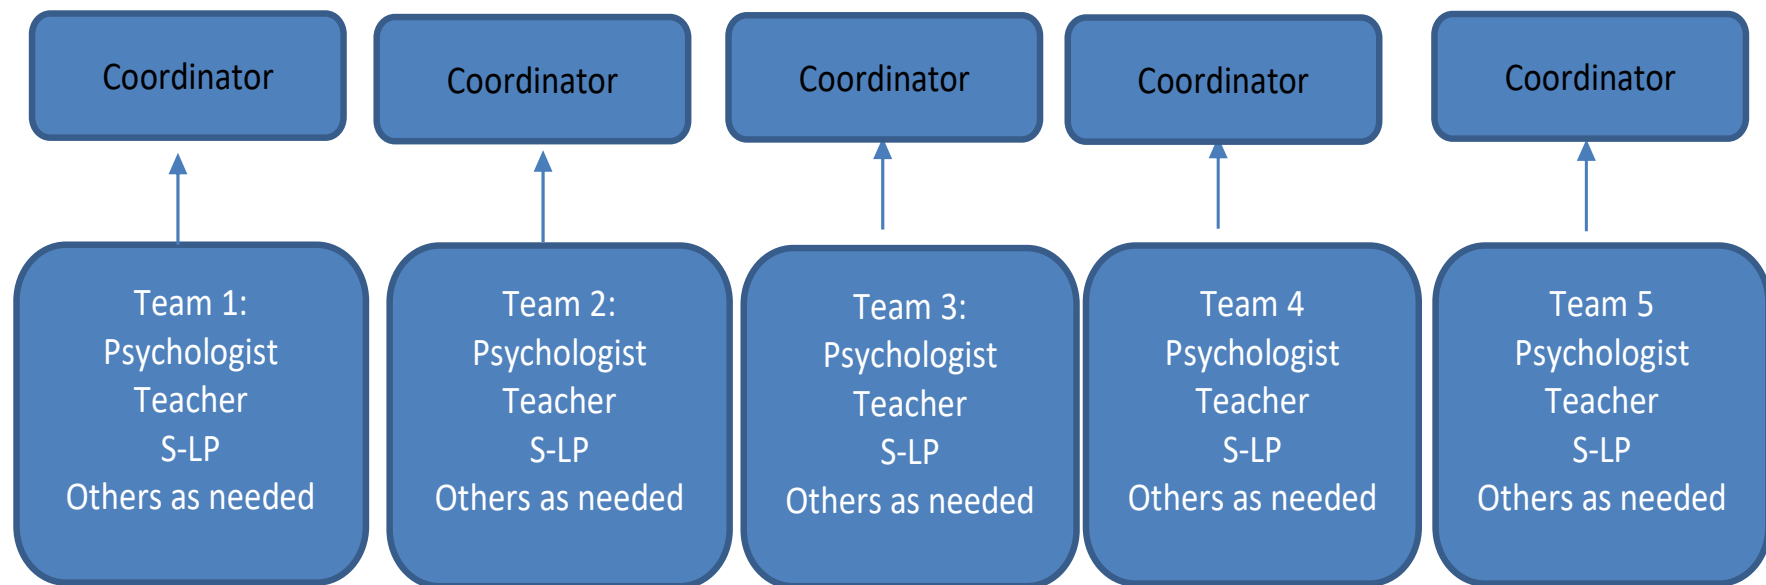 Coordinator
Coordinator
Coordinator
Coordinator
Coordinator
Team 1:
Psychologist
Teacher
S-LP
Others as needed
Team 2:
Psychologist
Teacher
S-LP
Others as needed
Team 3:
Psychologist
Teacher
S-LP
Others as needed
Team 4
Psychologist
Teacher
S-LP
Others as needed
Team 5
Psychologist
Teacher
S-LP
Others as needed